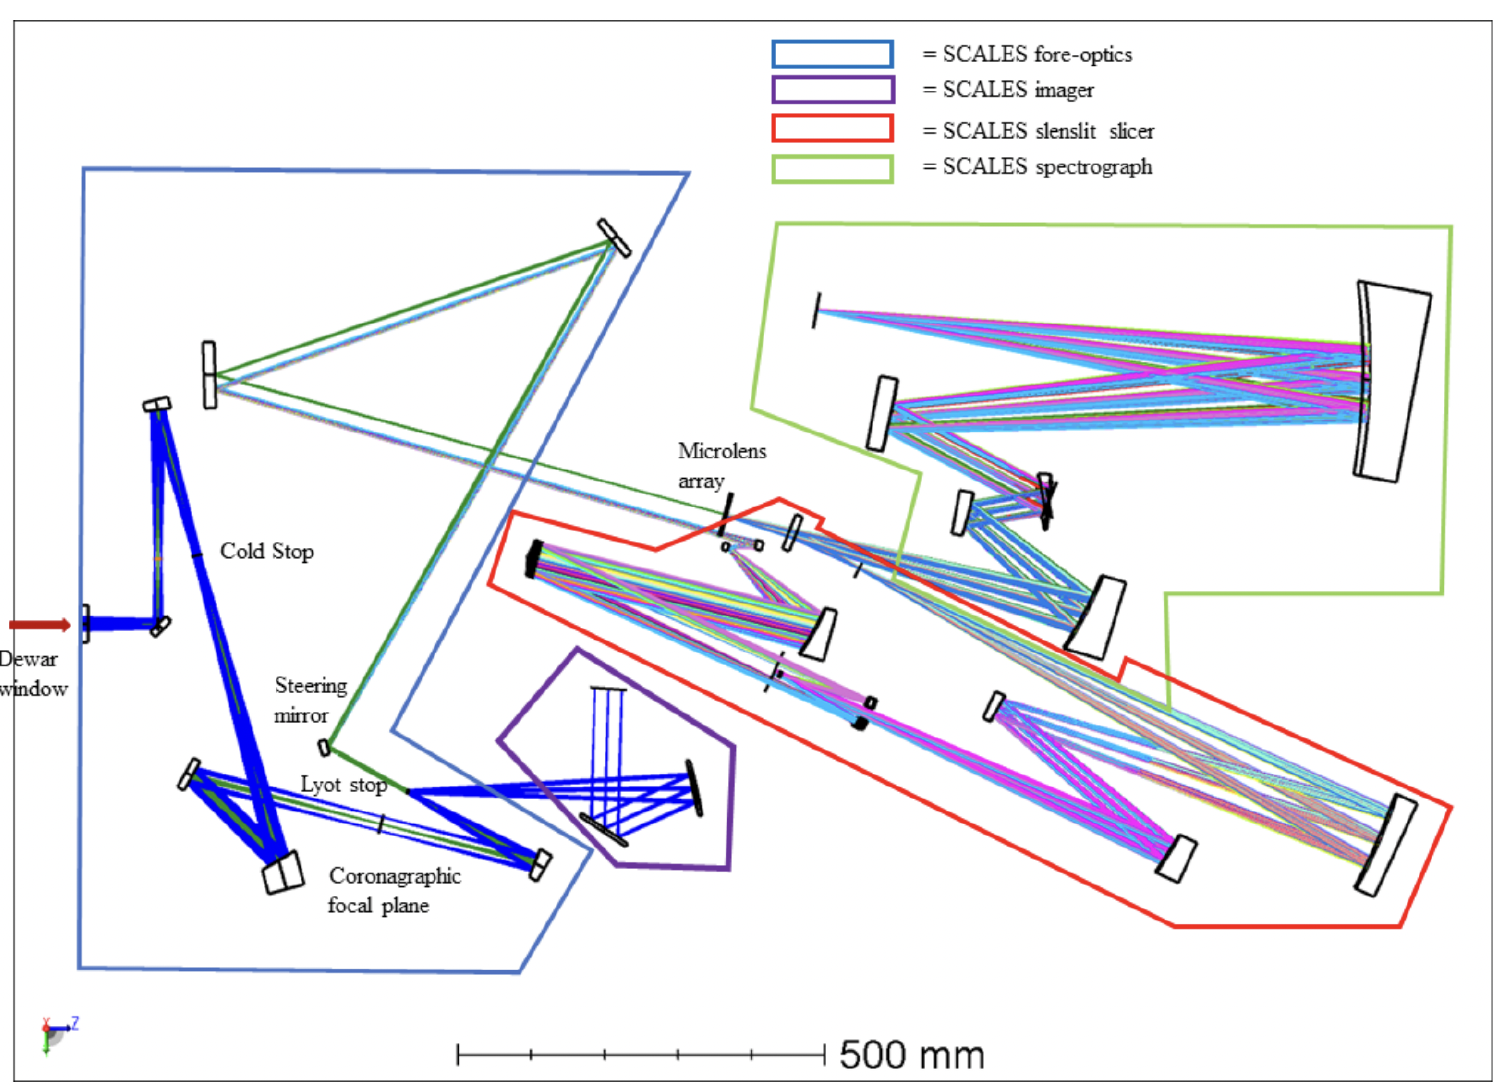 = SCALES fore-optics
= SCALES imager
= SCALES slenslit slicer
= SCALES spectrograph
Microlens
array
Cold Stop
Dewar
window
Steering
mirror
Lyot stop
Coronagraphic
focal plane
X
Z
500 mm